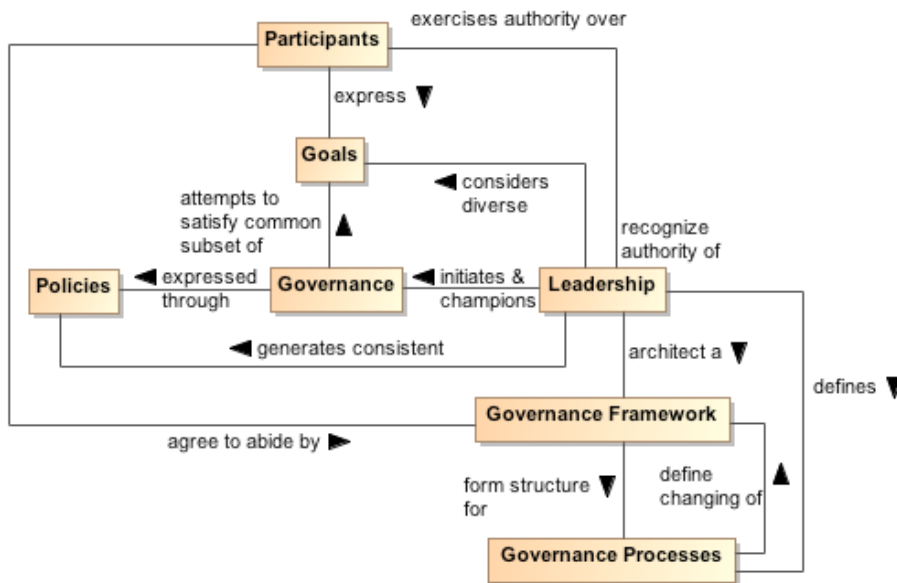 exercises authority over
Participants
express
Goals
considers
diverse
attempts to
satisfy common
subset of
recognize
authority of
Policies
expressed
through
Governance
initiates &
champions
Leadership
generates consistent
architect a
defines
Governance Framework
agree to abide by
form structure
for
define
changing of
Governance Processes